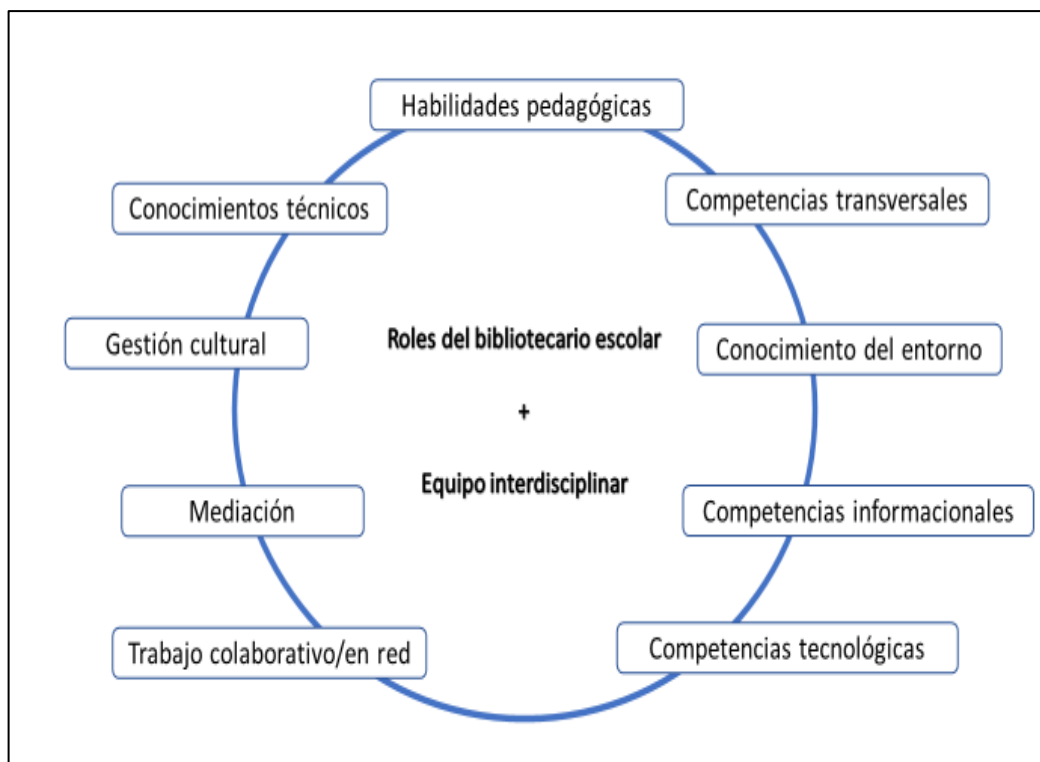 Habilidades pedagógicas
Conocimientos técnicos
Competencias transversales
Gestión cultural
Roles del bibliotecario escolar
Conocimiento del entorno
+
Equipo interdisciplinar
Mediación
Competencias informacionales
Trabajo colaborativo/en red
Competencias tecnológicas